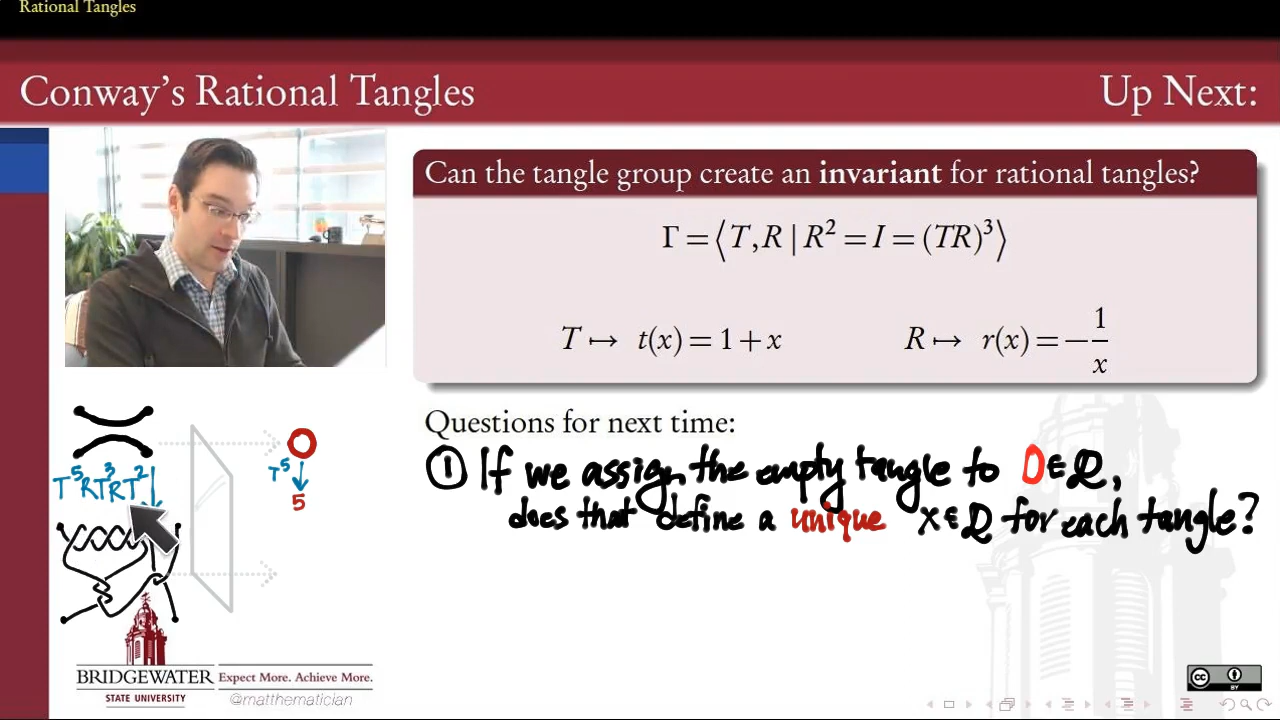 Rational Tangles
Conway's Rational Tangles
Up Next:
Can the tangle group create an invariant for rational tangles?
Γ = ⟨T, R | R² = I = (TR)³⟩
T ↦ t(x) = 1 + x
R ↦ r(x) = −1/x
Questions for next time:
① If we assign the empty tangle to 0 ∈ ℚ,
does that define a unique x ∈ ℚ for each tangle?
T⁵RT³RT²
0
T⁵
5
BRIDGEWATER
STATE UNIVERSITY
Expect More. Achieve More.
@matthematician
CC BY